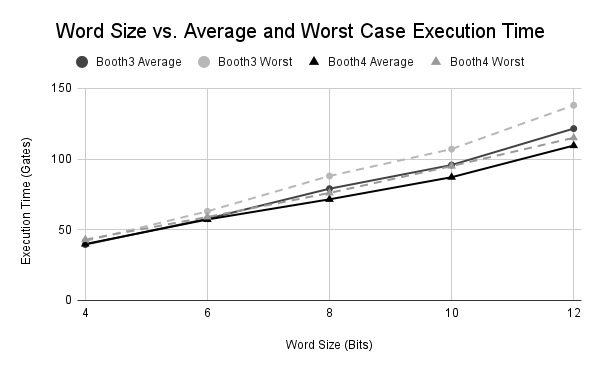 Word Size vs. Average and Worst Case Execution Time
Booth3 Average Booth3 Worst Booth4 Average Booth4 Worst
Execution Time (Gates)
150
100
50
0
4 6 8 10 12
Word Size (Bits)